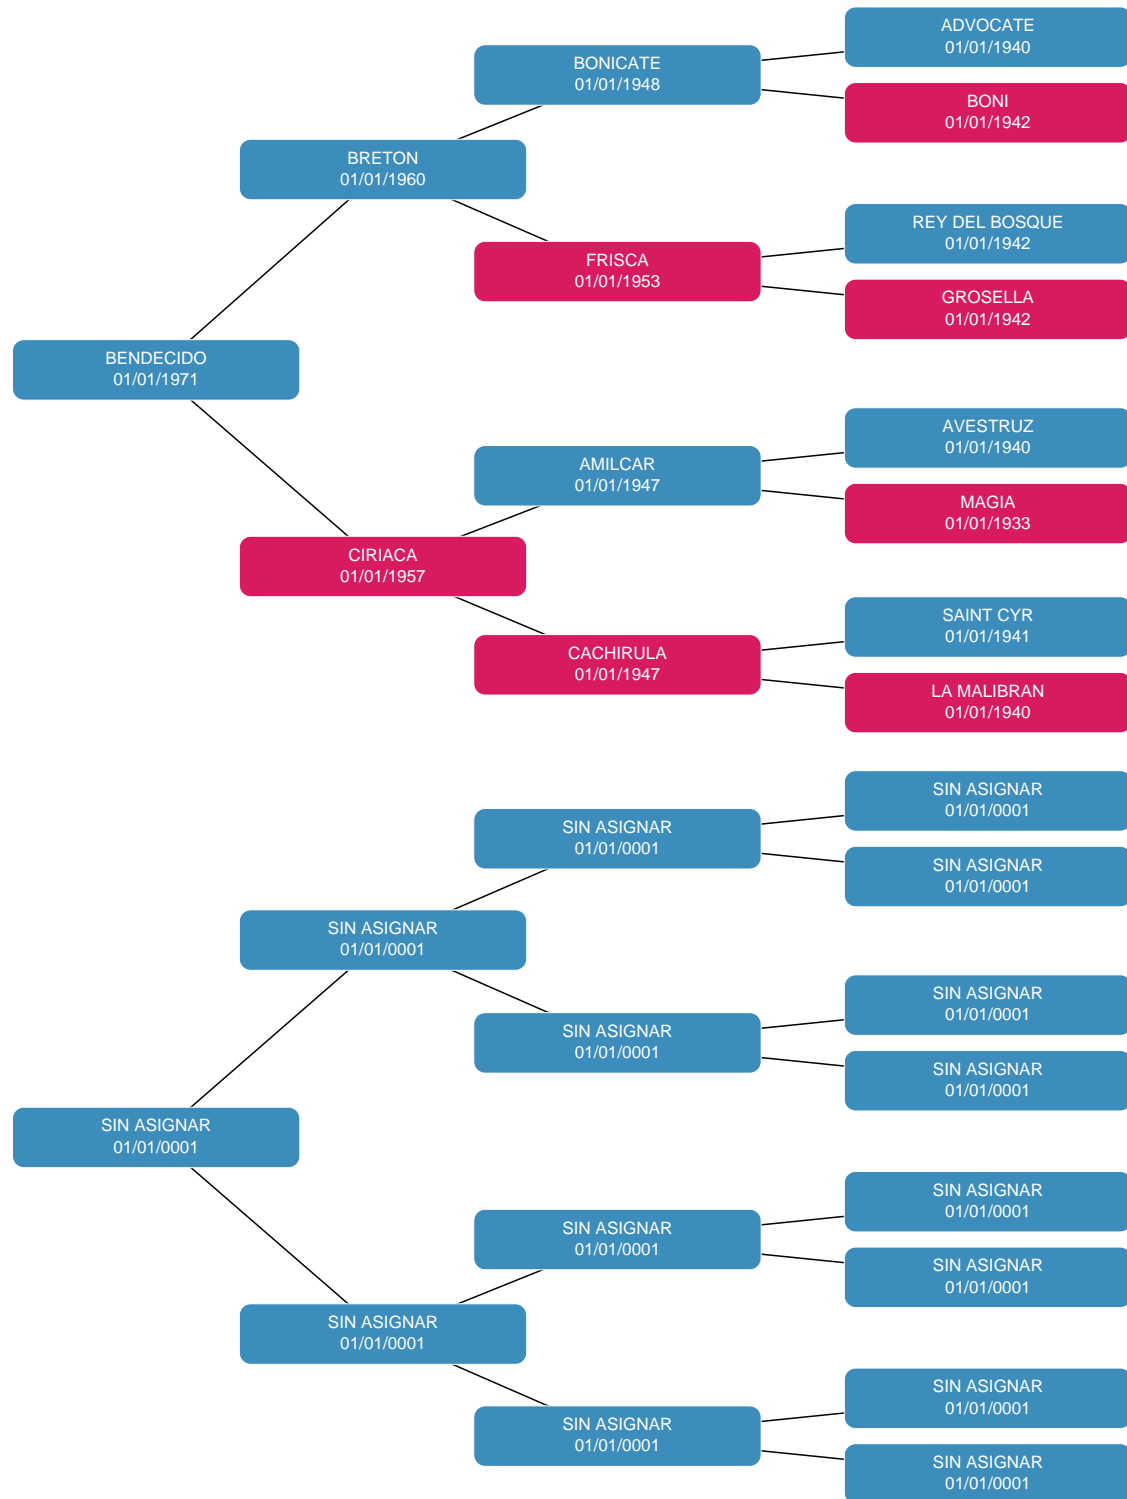 ADVOCATE
01/01/1940
BONICATE
01/01/1948
BONI
01/01/1942
BRETON
01/01/1960
REY DEL BOSQUE
01/01/1942
FRISCA
01/01/1953
GROSELLA
01/01/1942
BENDECIDO
01/01/1971
AVESTRUZ
01/01/1940
AMILCAR
01/01/1947
MAGIA
01/01/1933
CIRIACA
01/01/1957
SAINT CYR
01/01/1941
CACHIRULA
01/01/1947
LA MALIBRAN
01/01/1940
SIN ASIGNAR
01/01/0001
SIN ASIGNAR
01/01/0001
SIN ASIGNAR
01/01/0001
SIN ASIGNAR
01/01/0001
SIN ASIGNAR
01/01/0001
SIN ASIGNAR
01/01/0001
SIN ASIGNAR
01/01/0001
SIN ASIGNAR
01/01/0001
SIN ASIGNAR
01/01/0001
SIN ASIGNAR
01/01/0001
SIN ASIGNAR
01/01/0001
SIN ASIGNAR
01/01/0001
SIN ASIGNAR
01/01/0001
SIN ASIGNAR
01/01/0001
SIN ASIGNAR
01/01/0001